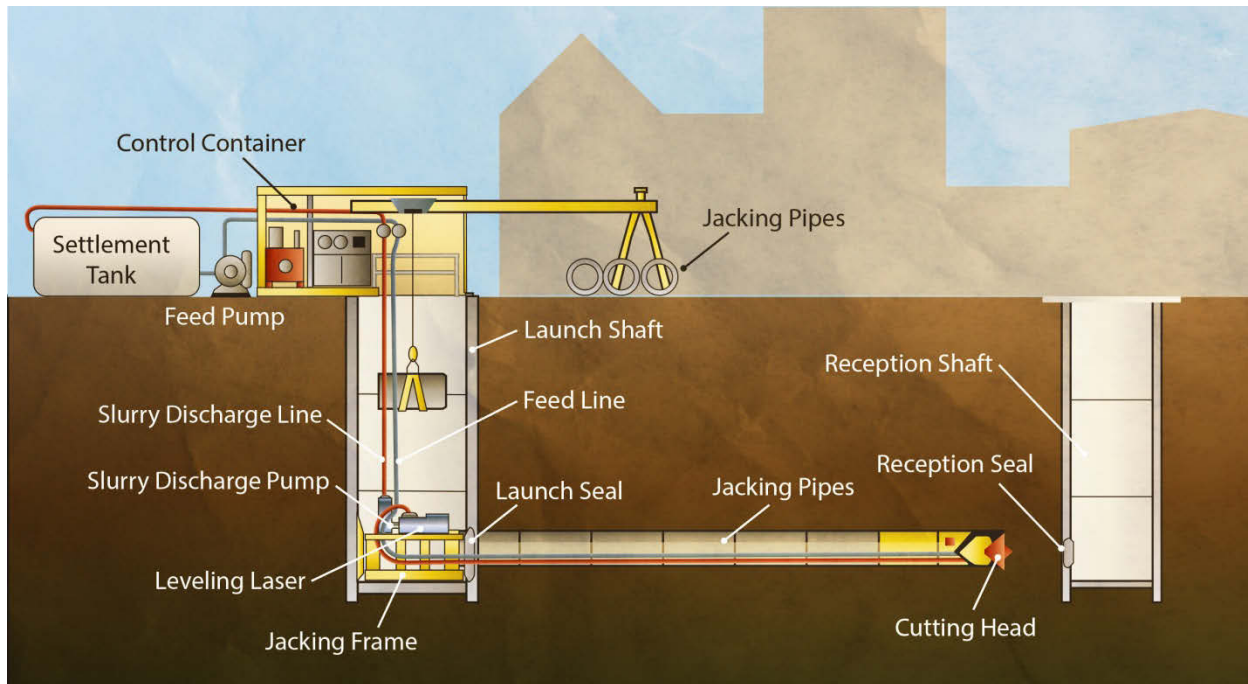 Control Container
Settlement
Tank
Jacking Pipes
Feed Pump
Launch Shaft
Reception Shaft
Slurry Discharge Line
Feed Line
Slurry Discharge Pump
Launch Seal
Jacking Pipes
Reception Seal
Leveling Laser
Jacking Frame
Cutting Head